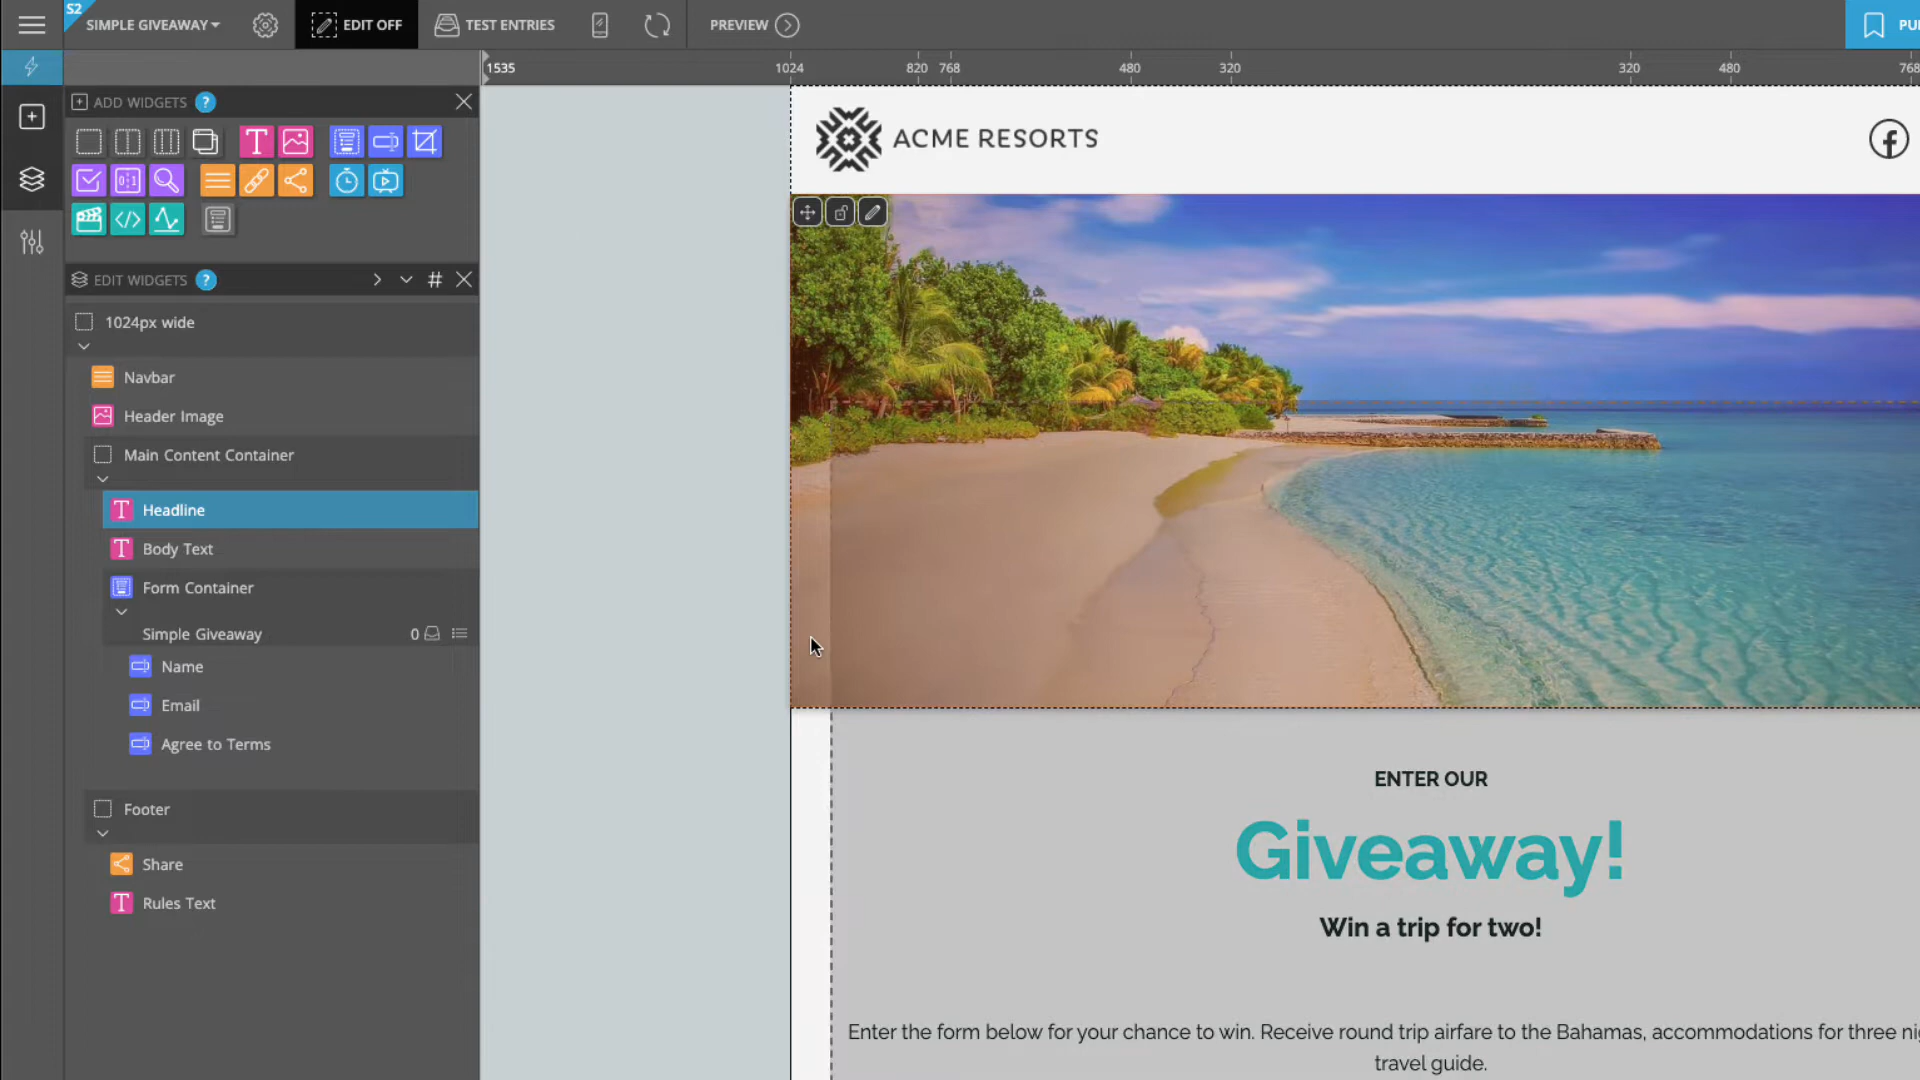 S2
SIMPLE GIVEAWAY
EDIT OFF
TEST ENTRIES
PREVIEW
1535
1024
820
768
480
320
320
480
768
ADD WIDGETS ?
T
0:1
</>
EDIT WIDGETS ?
#
1024px wide
Navbar
Header Image
Main Content Container
T Headline
T Body Text
Form Container
Simple Giveaway 0
Name
Email
Agree to Terms
Footer
Share
T Rules Text
ACME RESORTS
ENTER OUR
Giveaway!
Win a trip for two!
Enter the form below for your chance to win. Receive round trip airfare to the Bahamas, accommodations for three
travel guide.